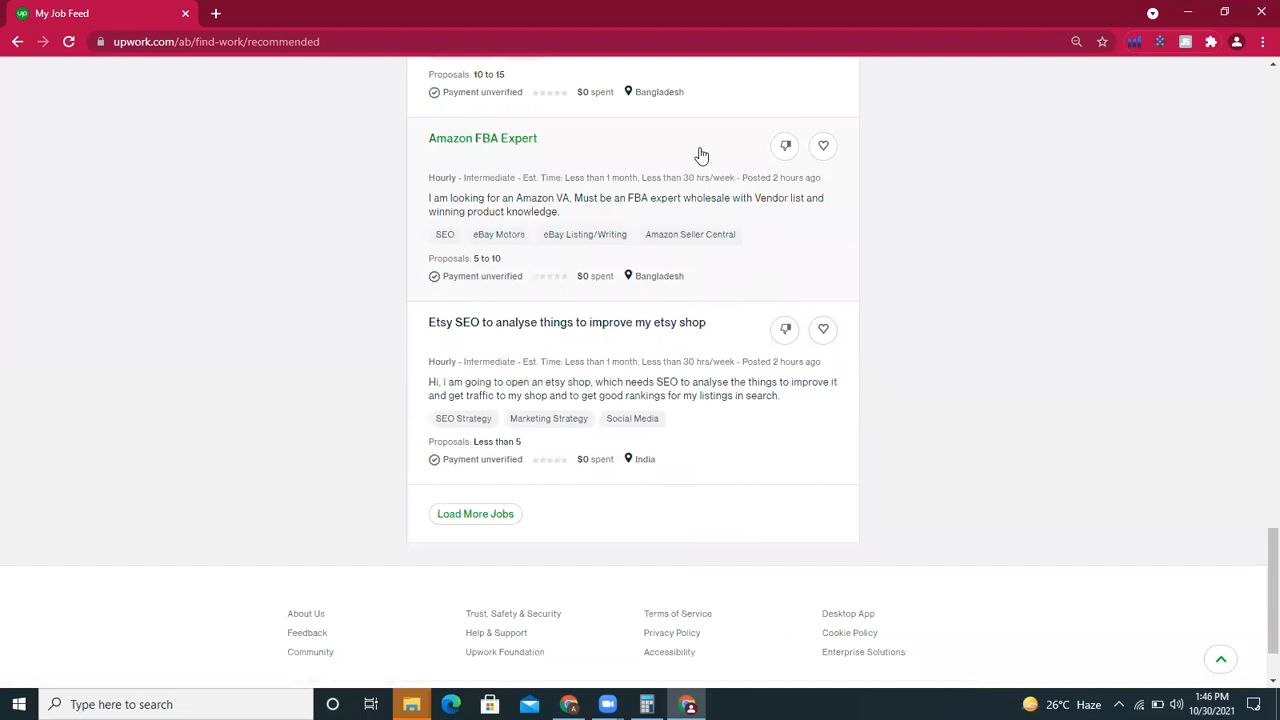 My Job Feed
upwork.com/ab/find-work/recommended
Proposals: 10 to 15
Payment unverified $0 spent Bangladesh
Amazon FBA Expert
Hourly - Intermediate - Est. Time: Less than 1 month, Less than 30 hrs/week - Posted 2 hours ago
I am looking for an Amazon VA, Must be an FBA expert wholesale with Vendor list and
winning product knowledge.
SEO eBay Motors eBay Listing/Writing Amazon Seller Central
Proposals: 5 to 10
Payment unverified $0 spent Bangladesh
Etsy SEO to analyse things to improve my etsy shop
Hourly - Intermediate - Est. Time: Less than 1 month, Less than 30 hrs/week - Posted 2 hours ago
Hi, i am going to open an etsy shop, which needs SEO to analyse the things to improve it
and get traffic to my shop and to get good rankings for my listings in search.
SEO Strategy Marketing Strategy Social Media
Proposals: Less than 5
Payment unverified $0 spent India
Load More Jobs
About Us Trust, Safety & Security Terms of Service Desktop App
Feedback Help & Support Privacy Policy Cookie Policy
Community Upwork Foundation Accessibility Enterprise Solutions
Type here to search
26°C Haze
1:46 PM
10/30/2021